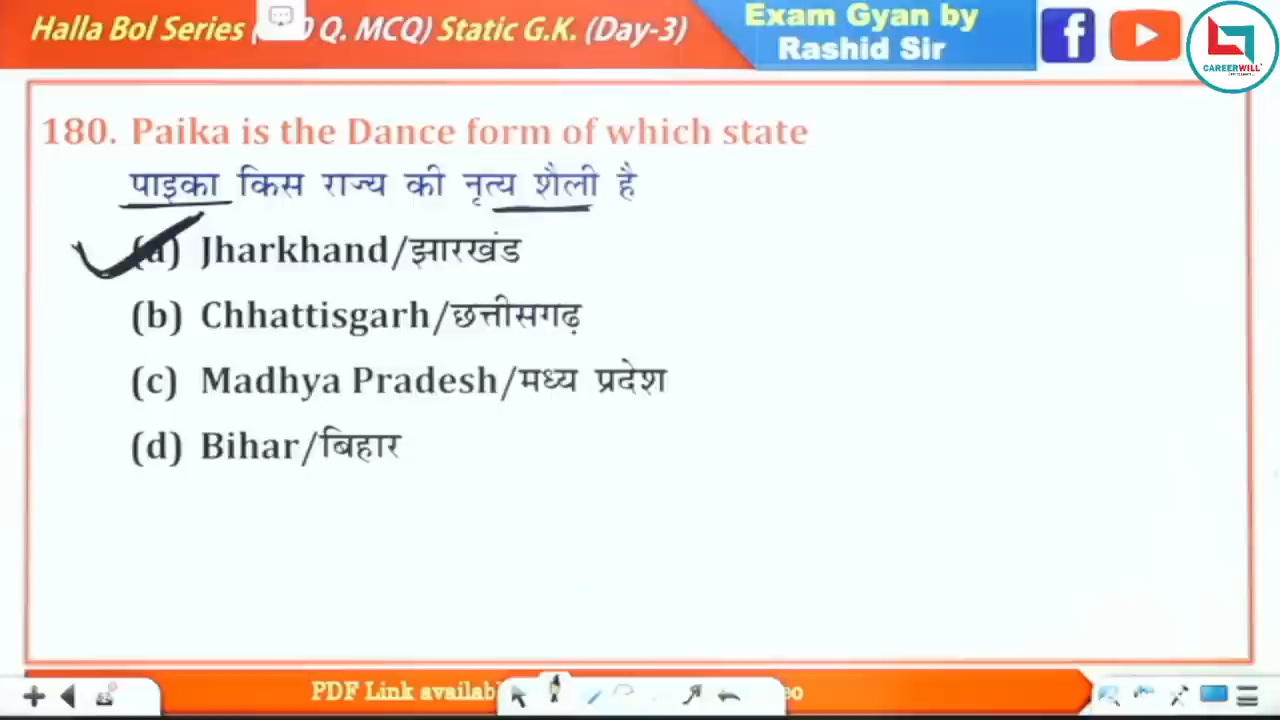 Halla Bol Series 0 Q. MCQ) Static G.K. (Day-3)
Exam Gyan by
Rashid Sir
CAREERWILL
180. Paika is the Dance form of which state
पाइका किस राज्य की नृत्य शैली है
(a) Jharkhand/झारखंड
(b) Chhattisgarh/छत्तीसगढ़
(c) Madhya Pradesh/मध्य प्रदेश
(d) Bihar/बिहार
PDF Link